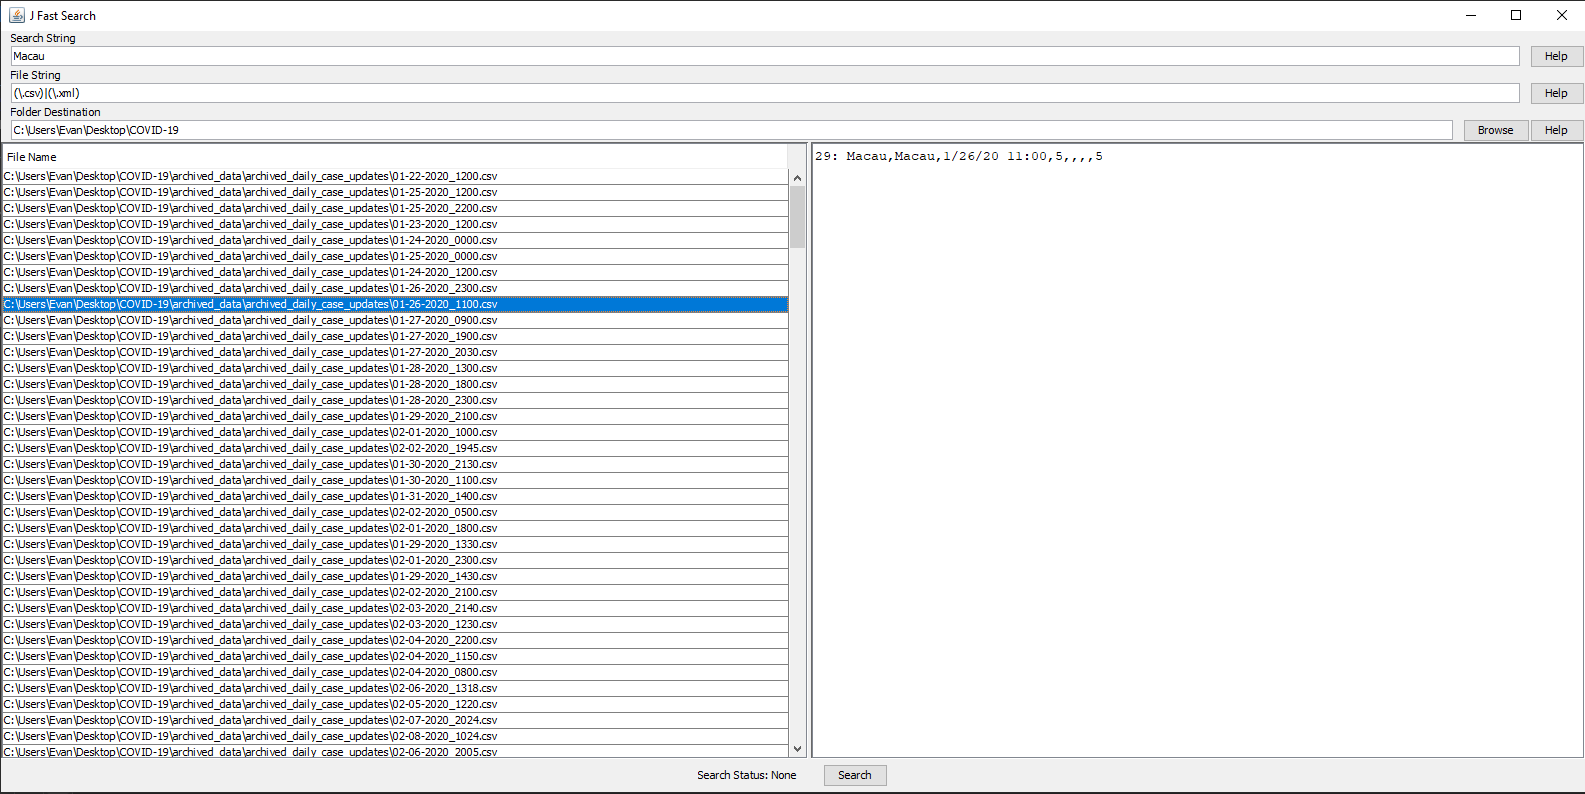 J Fast Search
Search String
Macau
Help
File String
(\.csv)|(\.xml)
Help
Folder Destination
C:\Users\Evan\Desktop\COVID-19
Browse
Help
File Name
C:\Users\Evan\Desktop\COVID-19\archived_data\archived_daily_case_updates\01-22-2020_1200.csv
C:\Users\Evan\Desktop\COVID-19\archived_data\archived_daily_case_updates\01-25-2020_1200.csv
C:\Users\Evan\Desktop\COVID-19\archived_data\archived_daily_case_updates\01-25-2020_2200.csv
C:\Users\Evan\Desktop\COVID-19\archived_data\archived_daily_case_updates\01-23-2020_1200.csv
C:\Users\Evan\Desktop\COVID-19\archived_data\archived_daily_case_updates\01-24-2020_0000.csv
C:\Users\Evan\Desktop\COVID-19\archived_data\archived_daily_case_updates\01-25-2020_0000.csv
C:\Users\Evan\Desktop\COVID-19\archived_data\archived_daily_case_updates\01-24-2020_1200.csv
C:\Users\Evan\Desktop\COVID-19\archived_data\archived_daily_case_updates\01-26-2020_2300.csv
C:\Users\Evan\Desktop\COVID-19\archived_data\archived_daily_case_updates\01-26-2020_1100.csv
C:\Users\Evan\Desktop\COVID-19\archived_data\archived_daily_case_updates\01-27-2020_0900.csv
C:\Users\Evan\Desktop\COVID-19\archived_data\archived_daily_case_updates\01-27-2020_1900.csv
C:\Users\Evan\Desktop\COVID-19\archived_data\archived_daily_case_updates\01-27-2020_2030.csv
C:\Users\Evan\Desktop\COVID-19\archived_data\archived_daily_case_updates\01-28-2020_1300.csv
C:\Users\Evan\Desktop\COVID-19\archived_data\archived_daily_case_updates\01-28-2020_1800.csv
C:\Users\Evan\Desktop\COVID-19\archived_data\archived_daily_case_updates\01-28-2020_2300.csv
C:\Users\Evan\Desktop\COVID-19\archived_data\archived_daily_case_updates\01-29-2020_2100.csv
C:\Users\Evan\Desktop\COVID-19\archived_data\archived_daily_case_updates\02-01-2020_1000.csv
C:\Users\Evan\Desktop\COVID-19\archived_data\archived_daily_case_updates\02-02-2020_1945.csv
C:\Users\Evan\Desktop\COVID-19\archived_data\archived_daily_case_updates\01-30-2020_2130.csv
C:\Users\Evan\Desktop\COVID-19\archived_data\archived_daily_case_updates\01-30-2020_1100.csv
C:\Users\Evan\Desktop\COVID-19\archived_data\archived_daily_case_updates\01-31-2020_1400.csv
C:\Users\Evan\Desktop\COVID-19\archived_data\archived_daily_case_updates\02-02-2020_0500.csv
C:\Users\Evan\Desktop\COVID-19\archived_data\archived_daily_case_updates\02-01-2020_1800.csv
C:\Users\Evan\Desktop\COVID-19\archived_data\archived_daily_case_updates\01-29-2020_1330.csv
C:\Users\Evan\Desktop\COVID-19\archived_data\archived_daily_case_updates\02-01-2020_2300.csv
C:\Users\Evan\Desktop\COVID-19\archived_data\archived_daily_case_updates\01-29-2020_1430.csv
C:\Users\Evan\Desktop\COVID-19\archived_data\archived_daily_case_updates\02-02-2020_2100.csv
C:\Users\Evan\Desktop\COVID-19\archived_data\archived_daily_case_updates\02-03-2020_2140.csv
C:\Users\Evan\Desktop\COVID-19\archived_data\archived_daily_case_updates\02-03-2020_1230.csv
C:\Users\Evan\Desktop\COVID-19\archived_data\archived_daily_case_updates\02-04-2020_2200.csv
C:\Users\Evan\Desktop\COVID-19\archived_data\archived_daily_case_updates\02-04-2020_1150.csv
C:\Users\Evan\Desktop\COVID-19\archived_data\archived_daily_case_updates\02-04-2020_0800.csv
C:\Users\Evan\Desktop\COVID-19\archived_data\archived_daily_case_updates\02-06-2020_1318.csv
C:\Users\Evan\Desktop\COVID-19\archived_data\archived_daily_case_updates\02-05-2020_1220.csv
C:\Users\Evan\Desktop\COVID-19\archived_data\archived_daily_case_updates\02-07-2020_2024.csv
C:\Users\Evan\Desktop\COVID-19\archived_data\archived_daily_case_updates\02-08-2020_1024.csv
C:\Users\Evan\Desktop\COVID-19\archived_data\archived_daily_case_updates\02-06-2020_2005.csv
29: Macau,Macau,1/26/20 11:00,5,,,,5
Search Status: None
Search